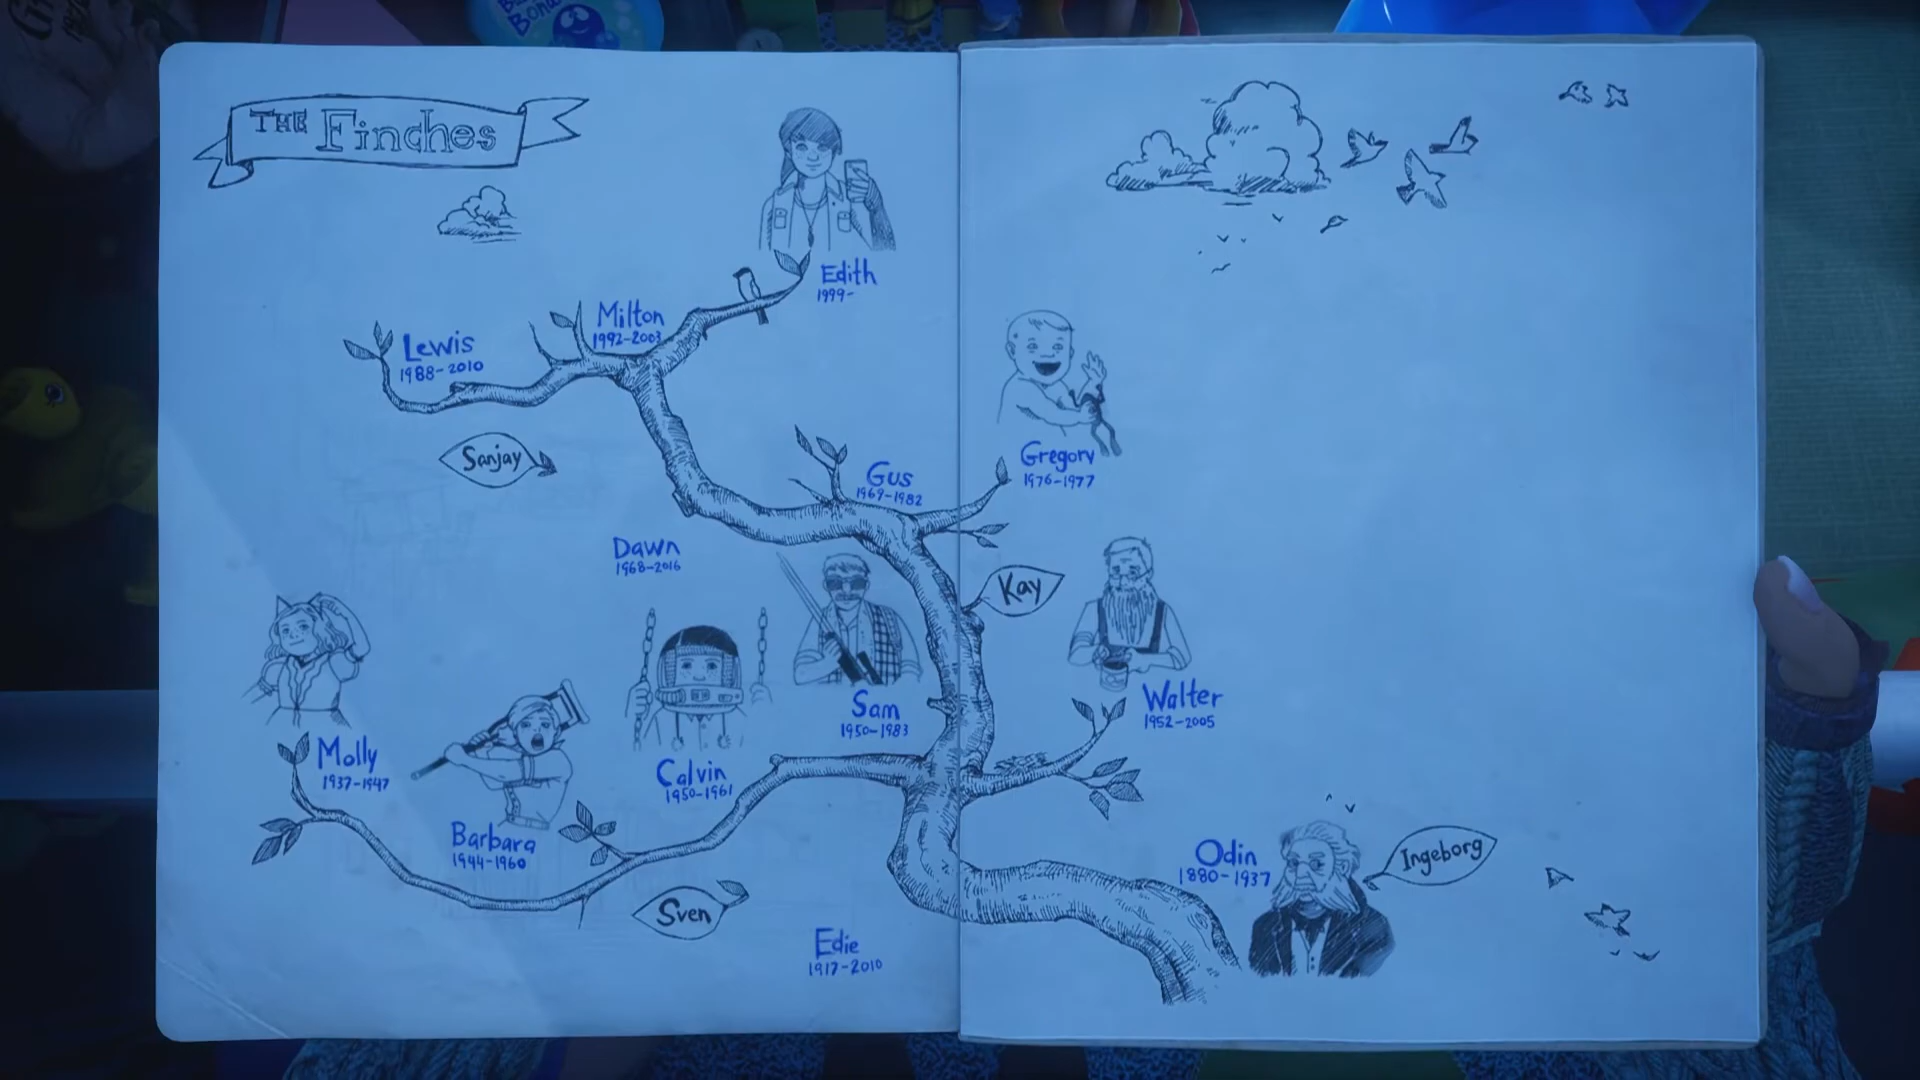 THE Finches
Edith
1999-
Milton
1992-2003
Lewis
1988-2010
Sanjay
Gus
1969-1982
Gregory
1976-1977
Dawn
1968-2016
Kay
Sam
1950-1983
Walter
1952-2005
Molly
1937-1947
Calvin
1950-1961
Barbara
1944-1960
Sven
Odin
1880-1937
Ingeborg
Edie
1917-2010